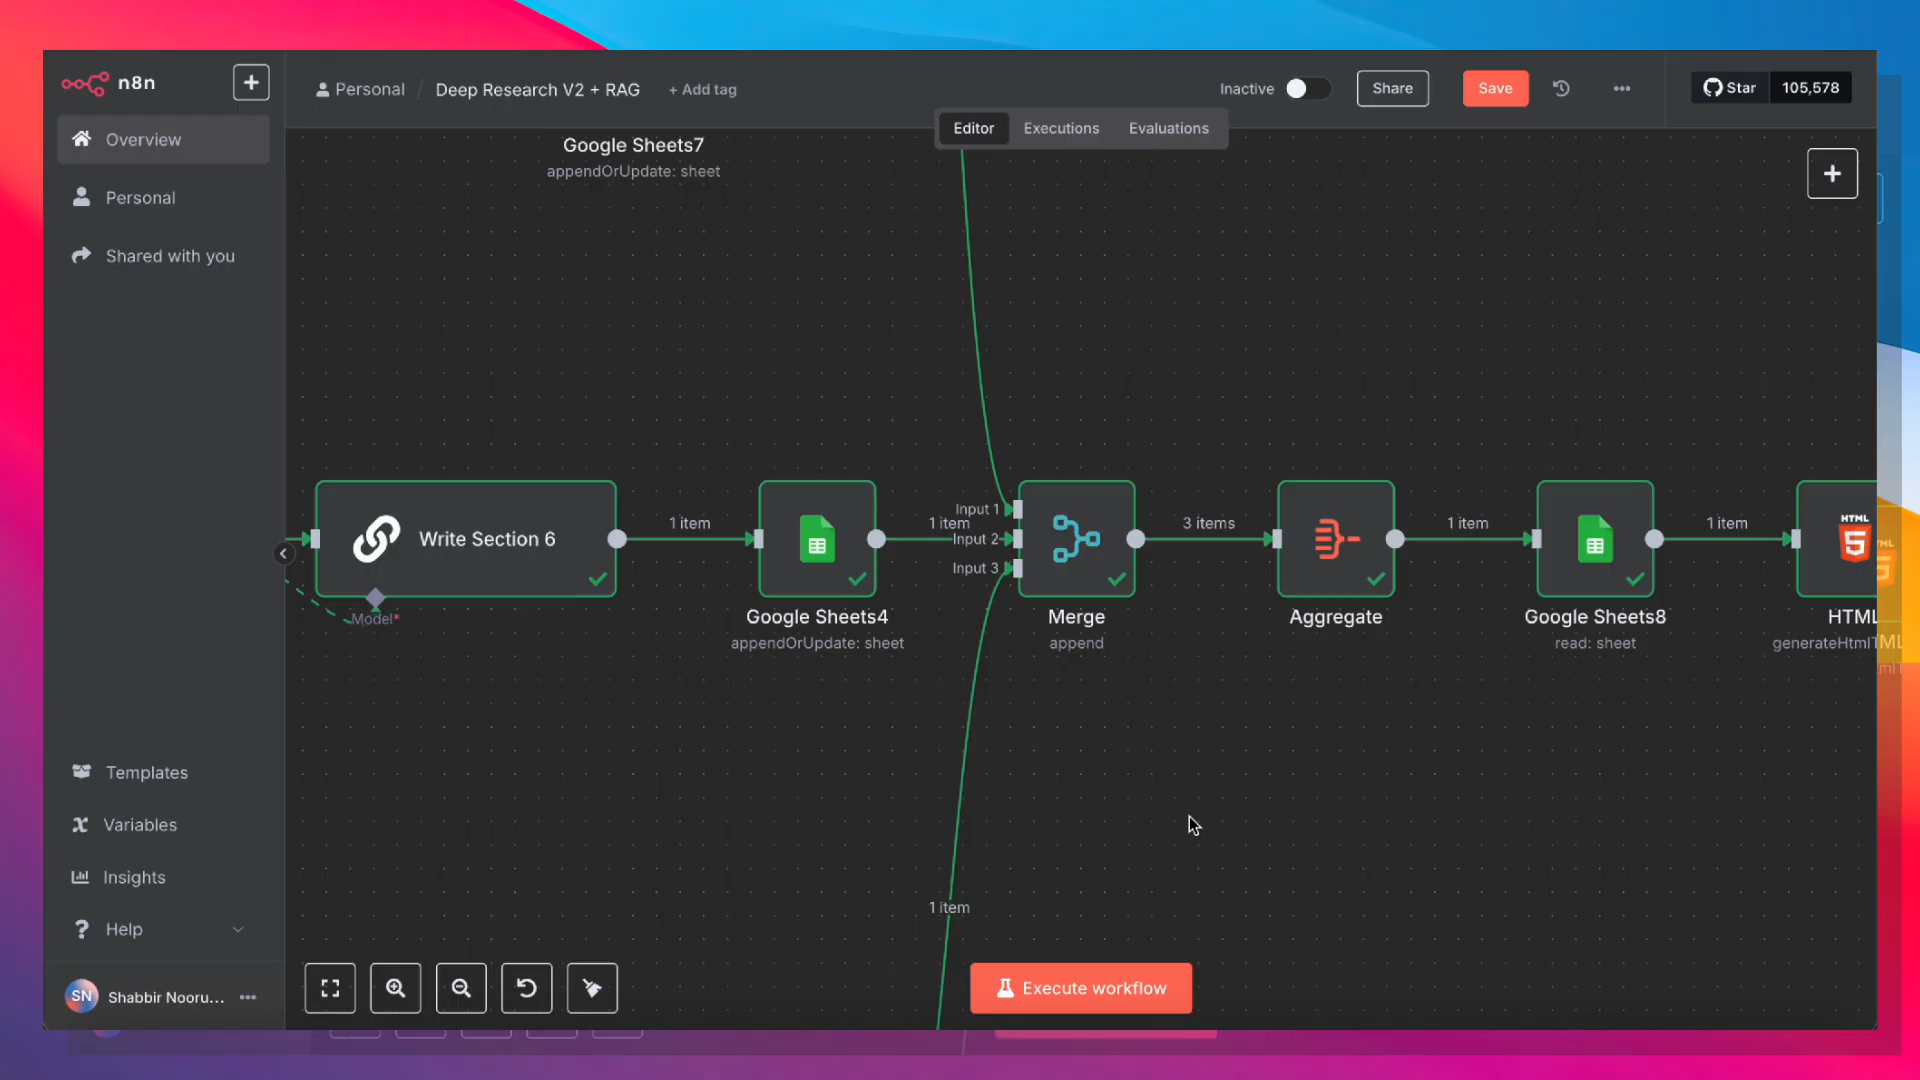 n8n
Personal / Deep Research V2 + RAG + Add tag
Inactive
Share
Save
Star 105,578
Editor Executions Evaluations
Overview
Personal
Shared with you
Google Sheets7
appendOrUpdate: sheet
Write Section 6
Model*
1 item
Google Sheets4
appendOrUpdate: sheet
1 item
Input 1
Input 2
Input 3
Merge
append
3 items
Aggregate
1 item
Google Sheets8
read: sheet
1 item
HTML
HTML
generateHtmlT
1 item
Templates
Variables
Insights
Help
SN Shabbir Nooru...
Execute workflow